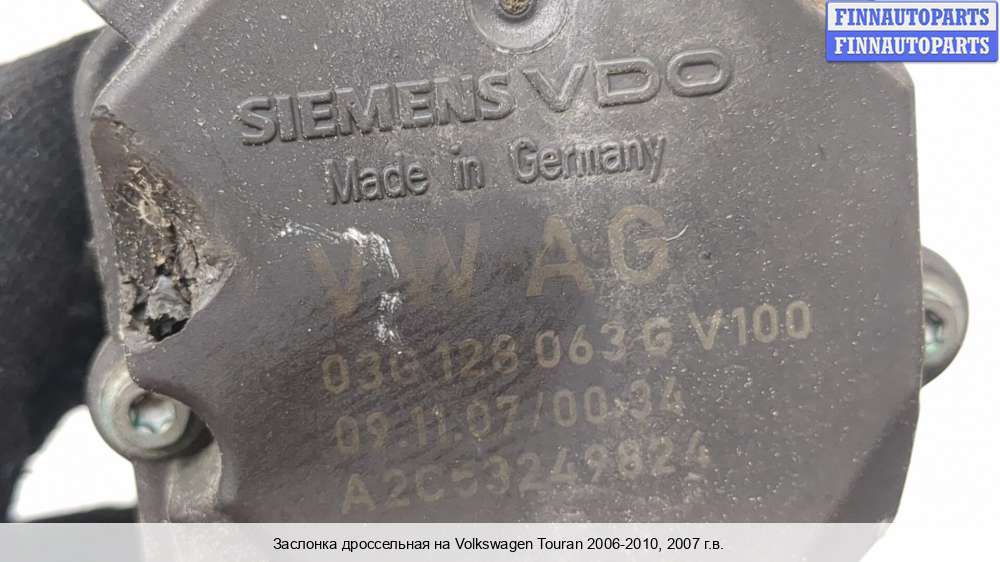 FINNAUTOPARTS
FINNAUTOPARTS
SIEMENS VDO
Made in Germany
VW AG
03G 128 063 G V100
09.11.07/00:34
A2C53249824
Заслонка дроссельная на Volkswagen Touran 2006-2010, 2007 г.в.